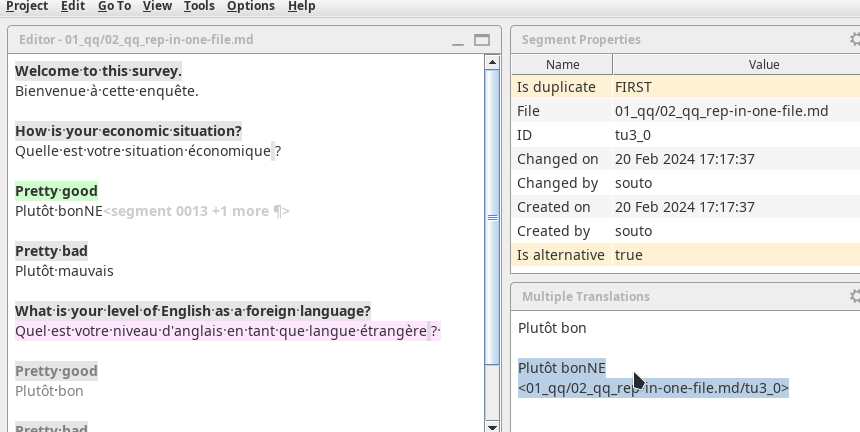 Project Edit Go To View Tools Options Help
Editor - 01_qq/02_qq_rep-in-one-file.md
Welcome·to·this·survey.
Bienvenue·à·cette·enquête.
How·is·your·economic·situation?
Quelle·est·votre·situation·économique ?
Pretty·good
Plutôt·bonNE<segment 0013 +1 more ¶>
Pretty·bad
Plutôt·mauvais
What·is·your·level·of·English·as·a·foreign·language?
Quel·est·votre·niveau·d'anglais·en·tant·que·langue·étrangère ?·
Pretty·good
Plutôt·bon
Pretty·bad
Segment Properties
Name Value
Is duplicate FIRST
File 01_qq/02_qq_rep-in-one-file.md
ID tu3_0
Changed on 20 Feb 2024 17:17:37
Changed by souto
Created on 20 Feb 2024 17:17:37
Created by souto
Is alternative true
Multiple Translations
Plutôt bon
Plutôt bonNE
<01_qq/02_qq_rep-in-one-file.md/tu3_0>